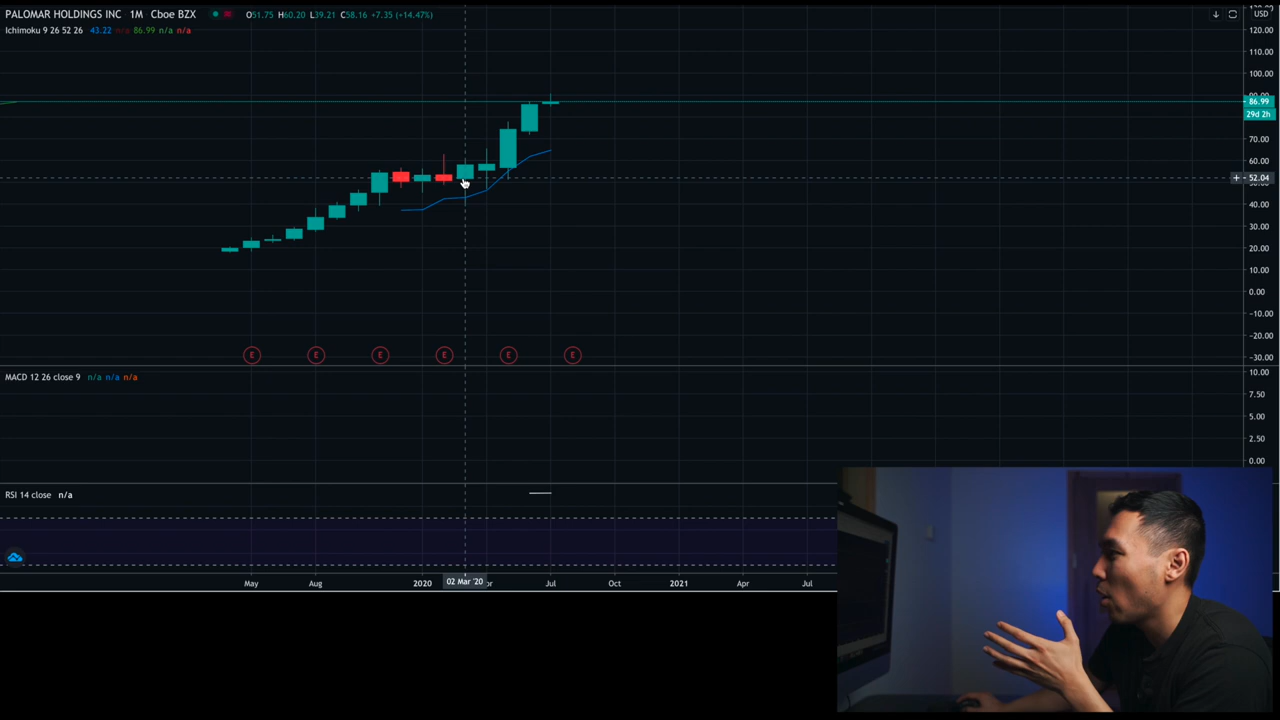 PALOMAR HOLDINGS INC 1M Cboe BZX O51.75 H60.20 L39.21 C58.16 +7.35 (+14.47%) USD
Ichimoku 9 26 52 26 43.22 n/a 86.99 n/a n/a
120.00
110.00
100.00
86.99
29d 2h
70.00
60.00
52.04
40.00
30.00
20.00
10.00
0.00
-10.00
-20.00
-30.00
E E E E E E
MACD 12 26 close 9 n/a n/a n/a
10.00
7.50
5.00
2.50
0.00
RSI 14 close n/a
May Aug 2020 02 Mar '20 Jul Oct 2021 Apr Jul